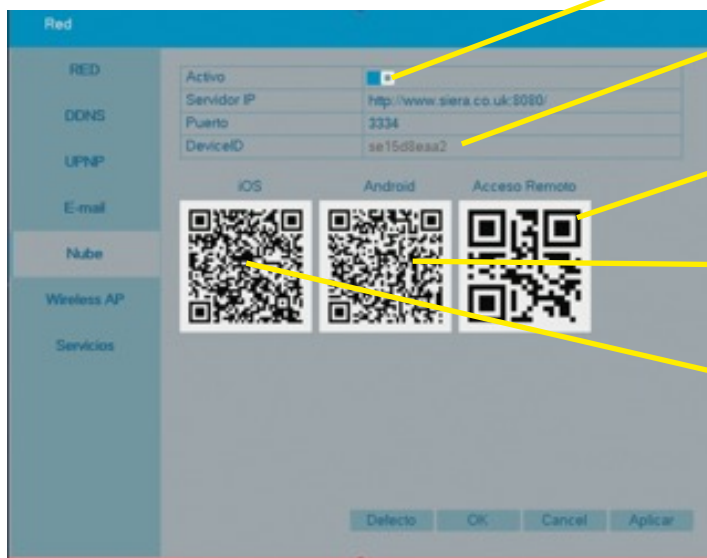 Red
RED
DDNS
UPNP
E-mail
Nube
Wireless AP
Servicios
Activo
Servidor IP http://www.siera.co.uk:8080/
Puerto 3334
DeviceID se15d8eaa2
iOS Android Acceso Remoto
Defecto OK Cancel Aplicar